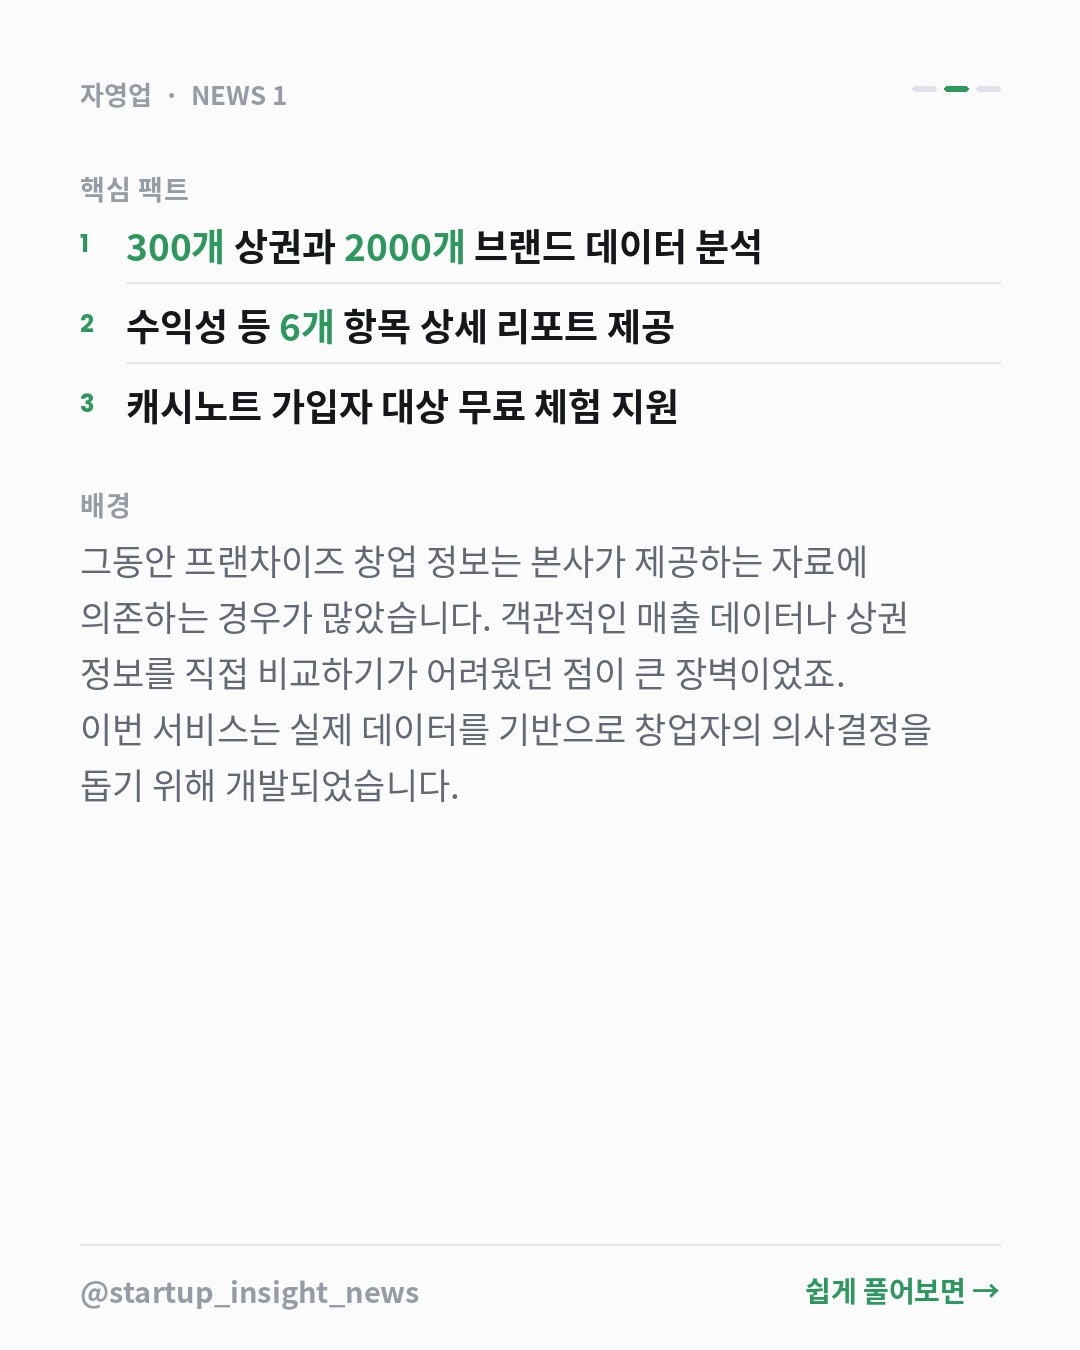 자영업 · NEWS 1
핵심 팩트
1 300개 상권과 2000개 브랜드 데이터 분석
2 수익성 등 6개 항목 상세 리포트 제공
3 캐시노트 가입자 대상 무료 체험 지원
배경
그동안 프랜차이즈 창업 정보는 본사가 제공하는 자료에
의존하는 경우가 많았습니다. 객관적인 매출 데이터나 상권
정보를 직접 비교하기가 어려웠던 점이 큰 장벽이었죠.
이번 서비스는 실제 데이터를 기반으로 창업자의 의사결정을
돕기 위해 개발되었습니다.
@startup_insight_news
쉽게 풀어보면 →